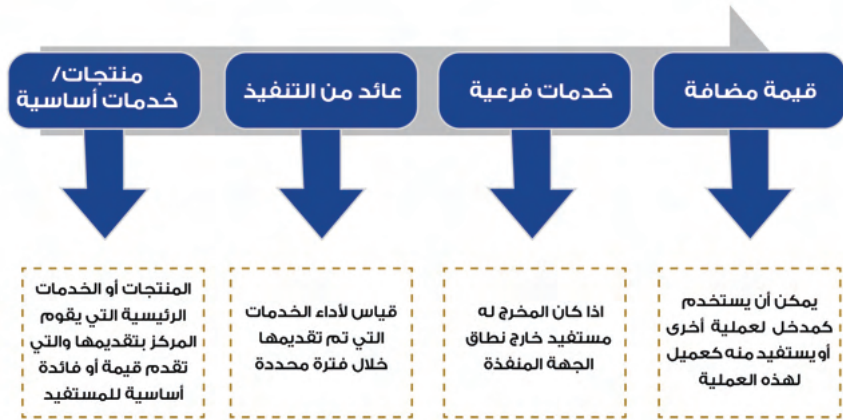 قيمة مضافة
خدمات فرعية
عائد من التنفيذ
منتجات/
خدمات أساسية
يمكن أن يستخدم
كمدخل لعملية أخرى
أو يستفيد منه كعميل
لهذه العملية
اذا كان المخرج له
مستفيد خارج نطاق
الجهة المنفذة
قياس لأداء الخدمات
التي تم تقديمها
خلال فترة محددة
المنتجات أو الخدمات
الرئيسية التي يقوم
المركز بتقديمها والتي
تقدم قيمة أو فائدة
أساسية للمستفيد